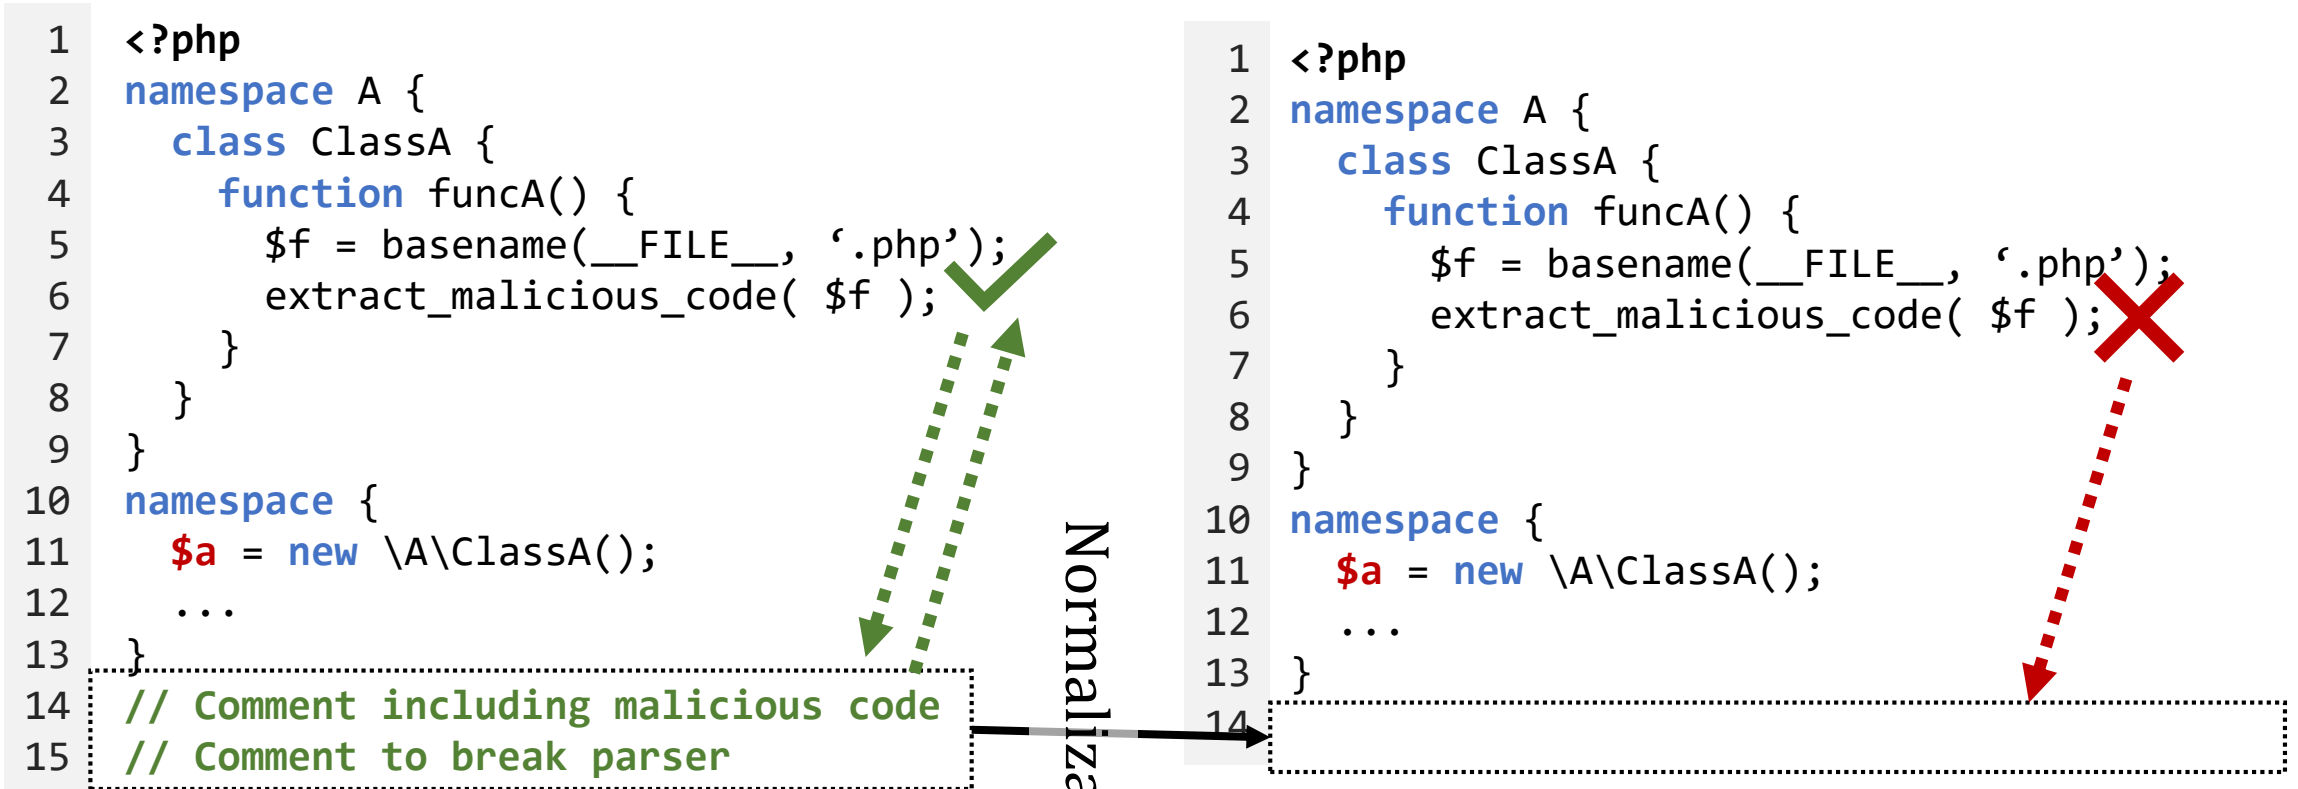 1 <?php
2 namespace A {
3 class ClassA {
4 function funcA() {
5 $f = basename(__FILE__, ‘.php’);
6 extract_malicious_code( $f );
7 }
8 }
9 }
10 namespace {
11 $a = new \A\ClassA();
12 ...
13 }
14 // Comment including malicious code
15 // Comment to break parser
Normaliza
1 <?php
2 namespace A {
3 class ClassA {
4 function funcA() {
5 $f = basename(__FILE__, ‘.php’);
6 extract_malicious_code( $f );
7 }
8 }
9 }
10 namespace {
11 $a = new \A\ClassA();
12 ...
13 }
14